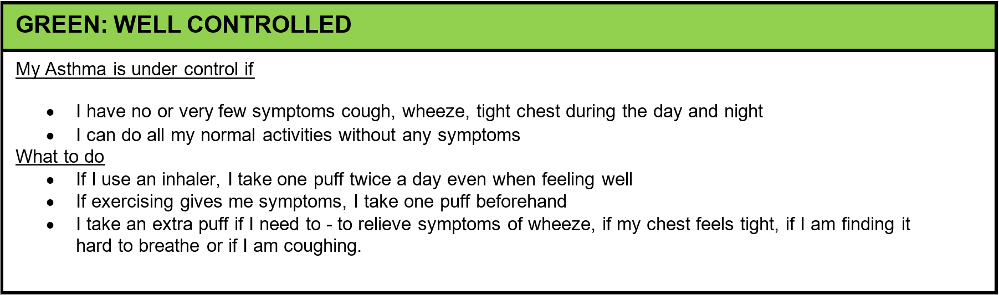 GREEN: WELL CONTROLLED
My Asthma is under control if
• I have no or very few symptoms cough, wheeze, tight chest during the day and night
• I can do all my normal activities without any symptoms
What to do
• If I use an inhaler, I take one puff twice a day even when feeling well
• If exercising gives me symptoms, I take one puff beforehand
• I take an extra puff if I need to - to relieve symptoms of wheeze, if my chest feels tight, if I am finding it
hard to breathe or if I am coughing.